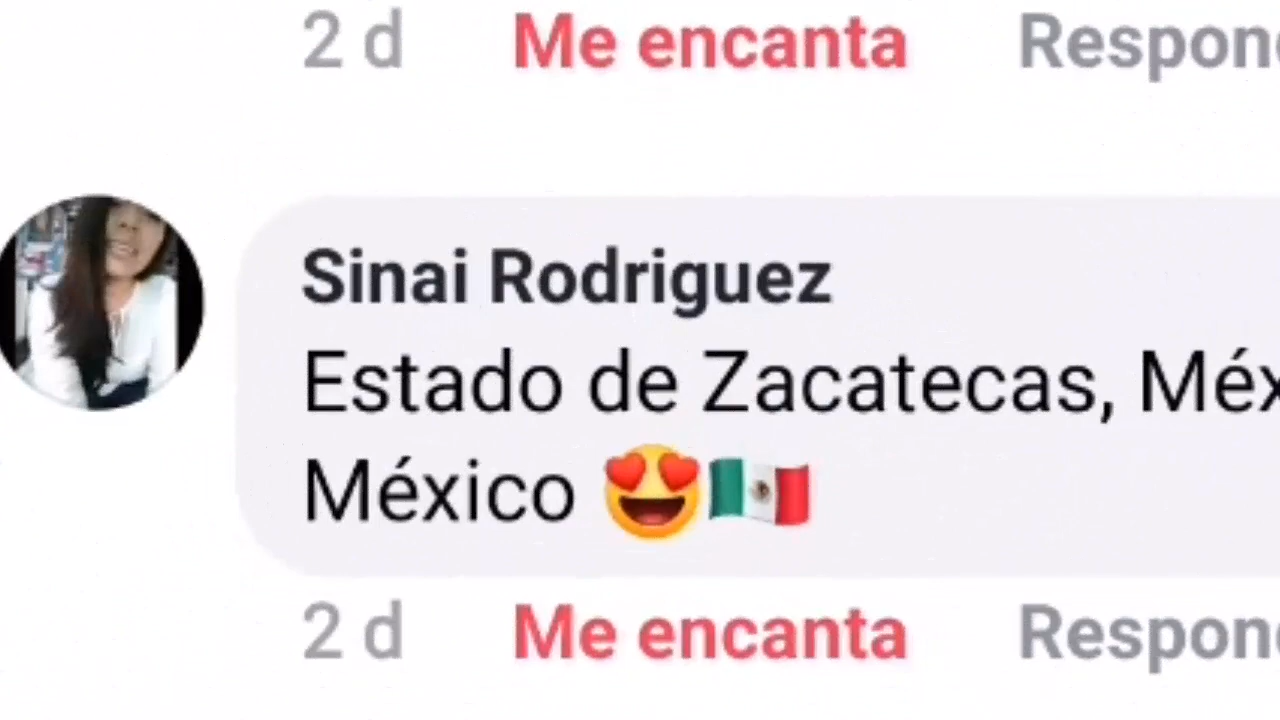 2 d Me encanta
Sinai Rodriguez
Estado de Zacatecas,
México 😍🇲🇽
2 d Me encanta